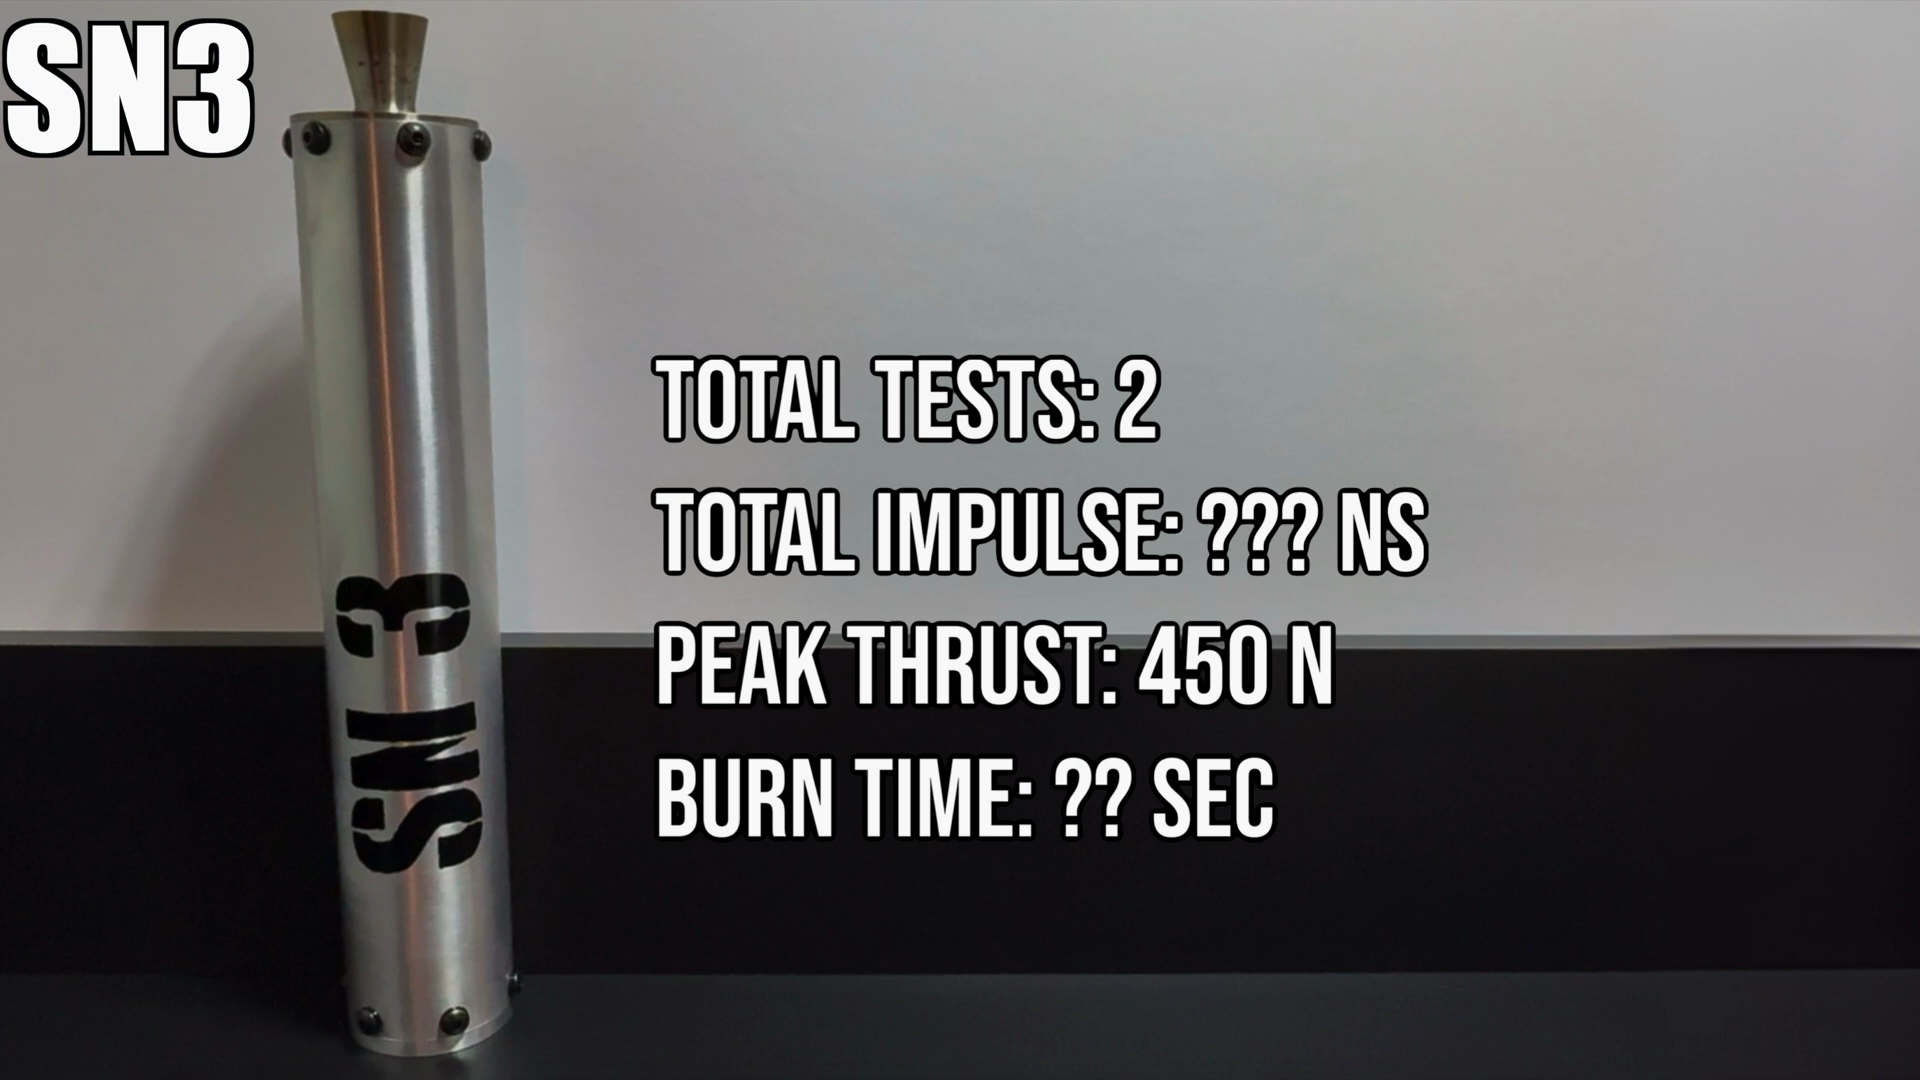 SN3
TOTAL TESTS: 2
TOTAL IMPULSE: ??? NS
PEAK THRUST: 450 N
BURN TIME: ?? SEC
SN 3